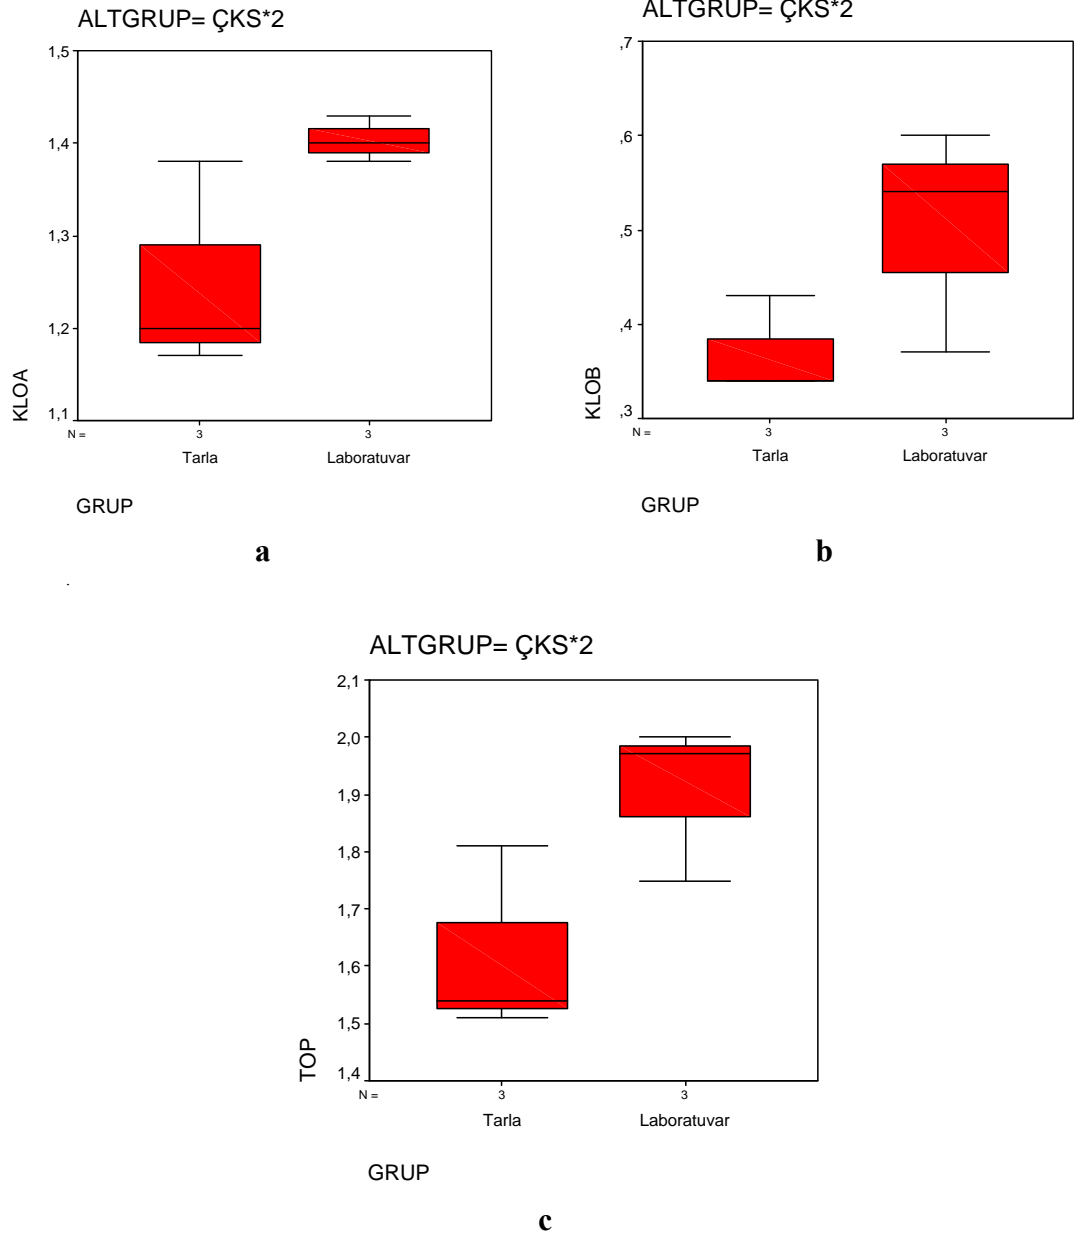 ALTGRUP= ÇKS*2
1,5
1,4
1,3
1,2
1,1
KLOA
N = 3 3
Tarla Laboratuvar
GRUP
a
ALTGRUP= ÇKS*2
,7
,6
,5
,4
,3
KLOB
N = 3 3
Tarla Laboratuvar
GRUP
b
ALTGRUP= ÇKS*2
2,1
2,0
1,9
1,8
1,7
1,6
1,5
1,4
TOP
N = 3 3
Tarla Laboratuvar
GRUP
c